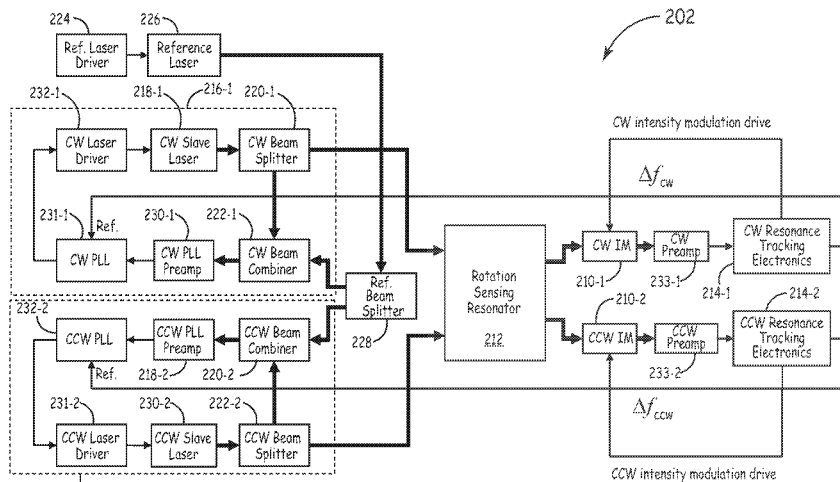 224
226
202
Ref. Laser
Driver
Reference
Laser
232-1
218-1
216-1
220-1
CW Laser
Driver
CW Slave
Laser
CW Beam
Splitter
CW intensity modulation drive
Δf CW
231-1
Ref.
230-1
222-1
CW PLL
CW PLL
Preamp
CW Beam
Combiner
Ref.
Beam
Splitter
228
Rotation
Sensing
Resonator
212
CW IM
210-1
CW
Preamp
233-1
CW Resonance
Tracking
Electronics
214-1
232-2
CCW PLL
CCW PLL
Preamp
CCW Beam
Combiner
210-2
CCW IM
CCW
Preamp
233-2
214-2
CCW Resonance
Tracking
Electronics
Ref.
218-2
220-2
231-2
230-2
222-2
CCW Laser
Driver
CCW Slave
Laser
CCW Beam
Splitter
Δf CCW
CCW intensity modulation drive